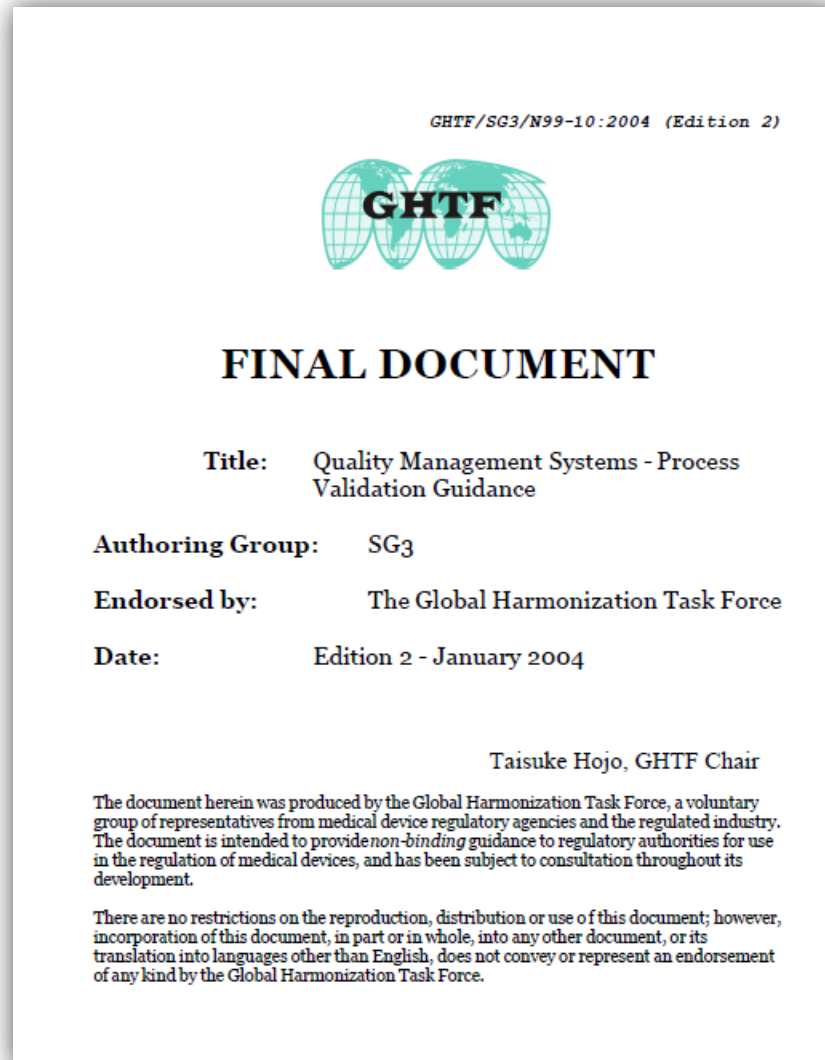 GHTF/SG3/N99-10:2004 (Edition 2)
GHTF
FINAL DOCUMENT
Title: Quality Management Systems - Process
Validation Guidance
Authoring Group: SG3
Endorsed by: The Global Harmonization Task Force
Date: Edition 2 - January 2004
Taisuke Hojo, GHTF Chair
The document herein was produced by the Global Harmonization Task Force, a voluntary
group of representatives from medical device regulatory agencies and the regulated industry.
The document is intended to provide non-binding guidance to regulatory authorities for use
in the regulation of medical devices, and has been subject to consultation throughout its
development.
There are no restrictions on the reproduction, distribution or use of this document; however,
incorporation of this document, in part or in whole, into any other document, or its
translation into languages other than English, does not convey or represent an endorsement
of any kind by the Global Harmonization Task Force.